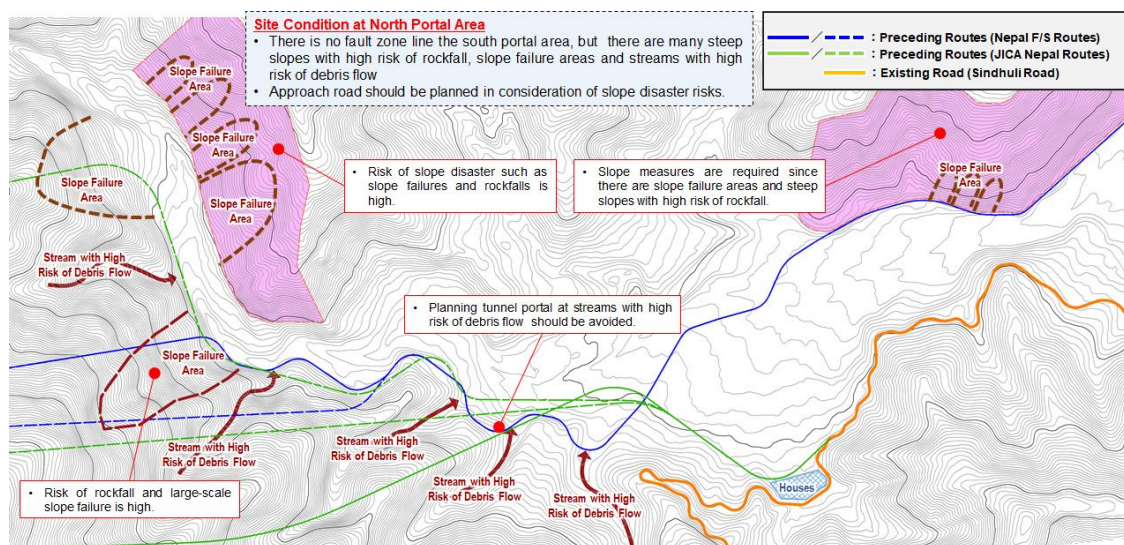 Site Condition at North Portal Area
• There is no fault zone line the south portal area, but there are many steep
slopes with high risk of rockfall, slope failure areas and streams with high
risk of debris flow
• Approach road should be planned in consideration of slope disaster risks.
: Preceding Routes (Nepal F/S Routes)
: Preceding Routes (JICA Nepal Routes)
: Existing Road (Sindhuli Road)
Slope Failure
Area
Slope Failure
Area
Slope Failure
Area
Slope Failure
Area
• Risk of slope disaster such as
slope failures and rockfalls is
high.
• Slope measures are required since
there are slope failure areas and steep
slopes with high risk of rockfall.
Slope Failure
Area
Stream with High
Risk of Debris Flow
• Planning tunnel portal at streams with high
risk of debris flow should be avoided.
Slope Failure
Area
Stream with High
Risk of Debris Flow
Stream with High
Risk of Debris Flow
Stream with High
Risk of Debris Flow
Stream with High
Risk of Debris Flow
Houses
• Risk of rockfall and large-scale
slope failure is high.